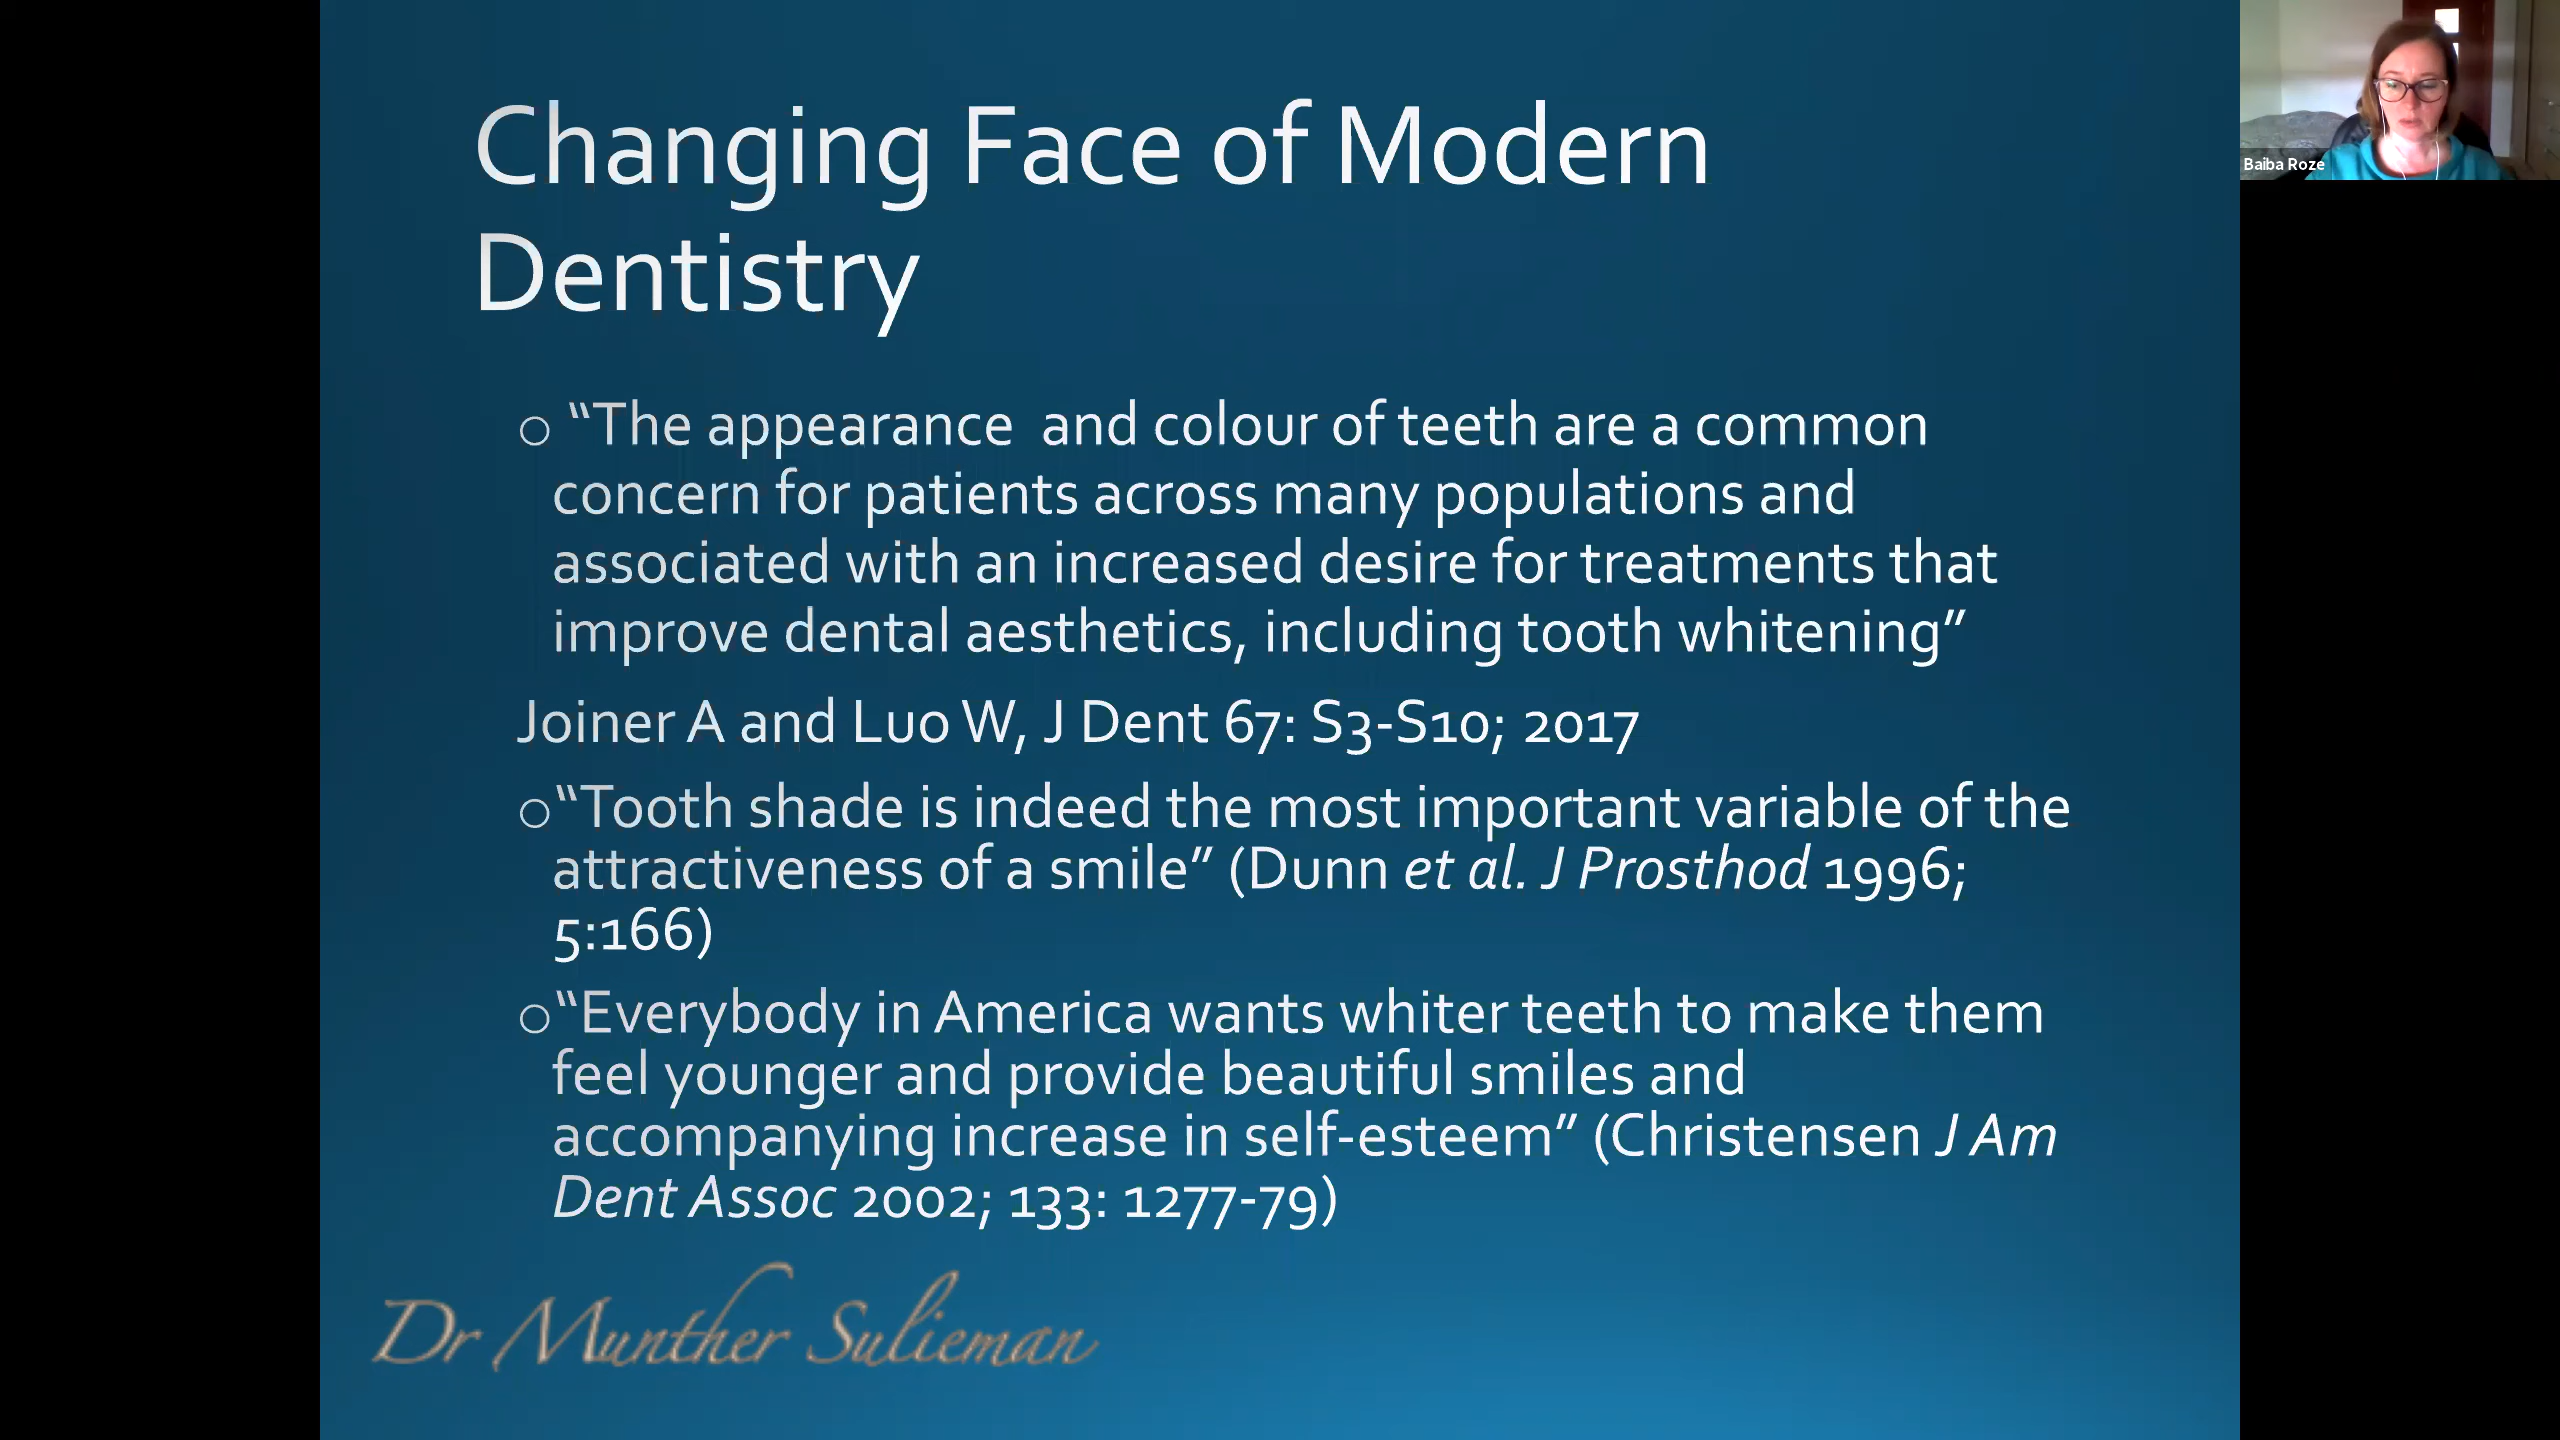 Changing Face of Modern
Dentistry
o “The appearance and colour of teeth are a common
concern for patients across many populations and
associated with an increased desire for treatments that
improve dental aesthetics, including tooth whitening”
Joiner A and Luo W, J Dent 67: S3-S10; 2017
o “Tooth shade is indeed the most important variable of the
attractiveness of a smile” (Dunn et al. J Prosthod 1996;
5:166)
o “Everybody in America wants whiter teeth to make them
feel younger and provide beautiful smiles and
accompanying increase in self-esteem” (Christensen J Am
Dent Assoc 2002; 133: 1277-79)
Dr Munther Sulieman
Baiba Roze